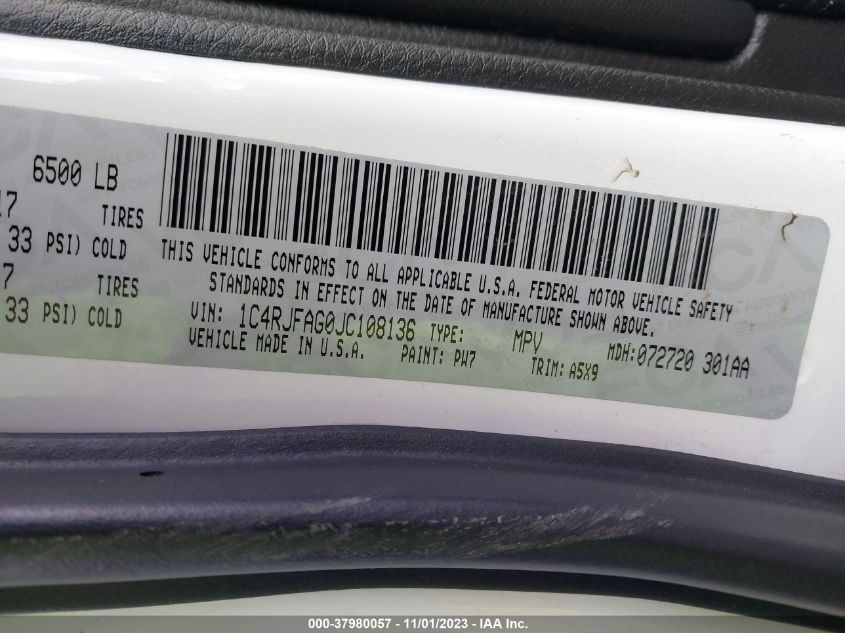 6500 LB
17 TIRES
33 PSI) COLD
7 TIRES
33 PSI) COLD
THIS VEHICLE CONFORMS TO ALL APPLICABLE U.S.A. FEDERAL MOTOR VEHICLE SAFETY
STANDARDS IN EFFECT ON THE DATE OF MANUFACTURE SHOWN ABOVE.
VIN: 1C4RJFAG0JC108136 TYPE: MPV MDH:072720 301AA
VEHICLE MADE IN U.S.A. PAINT: PW7 TRIM: A5X9
000-37980057 - 11/01/2023 - IAA Inc.